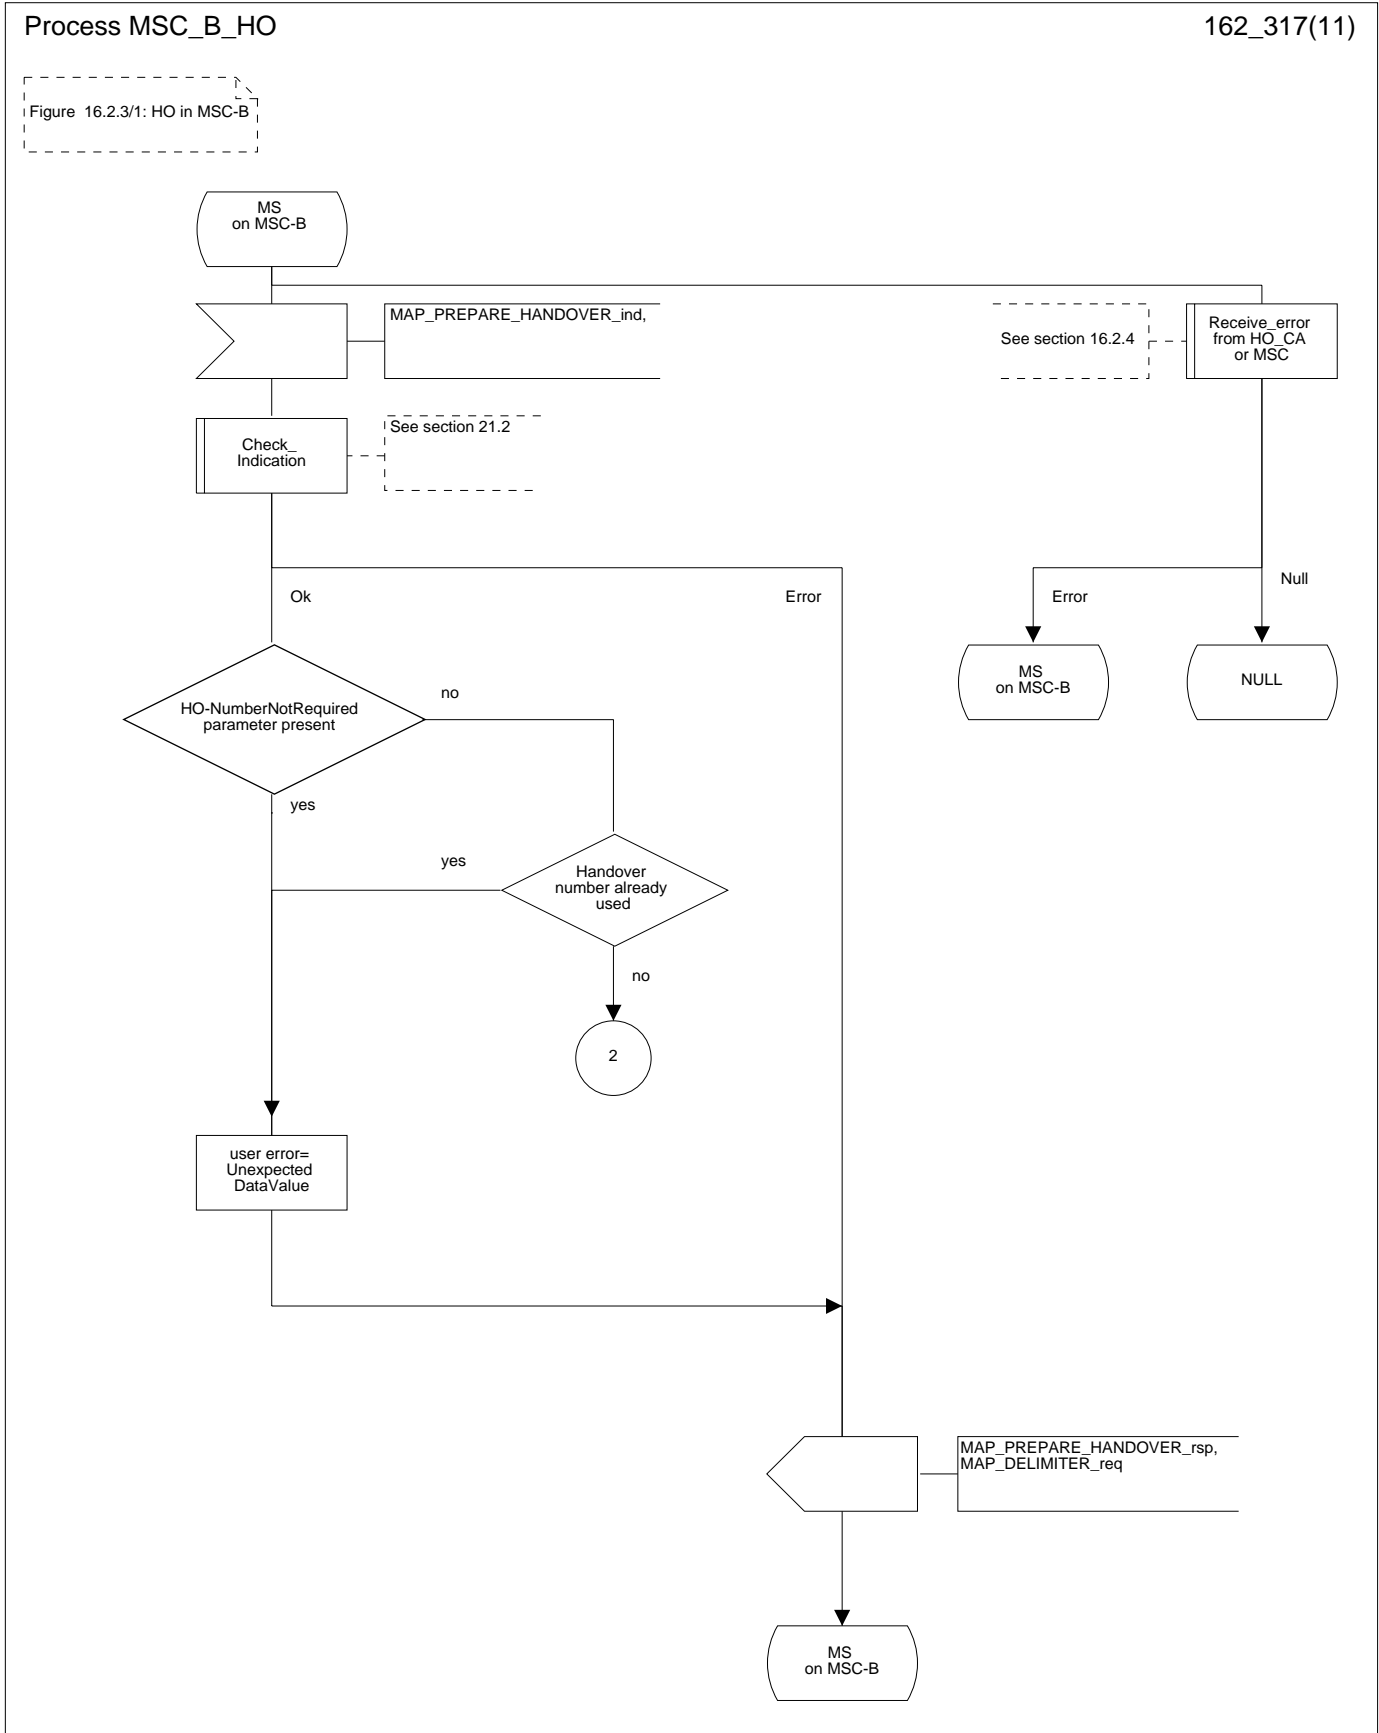 Process MSC_B_HO
162_317(11)
Figure 16.2.3/1: HO in MSC-B
MS
on MSC-B
MAP_PREPARE_HANDOVER_ind,
See section 16.2.4
Receive_error
from HO_CA
or MSC
Check_
Indication
See section 21.2
Ok
Error
Error
Null
MS
on MSC-B
NULL
HO-NumberNotRequired
parameter present
no
yes
yes
Handover
number already
used
no
2
user error=
Unexpected
DataValue
MAP_PREPARE_HANDOVER_rsp,
MAP_DELIMITER_req
MS
on MSC-B